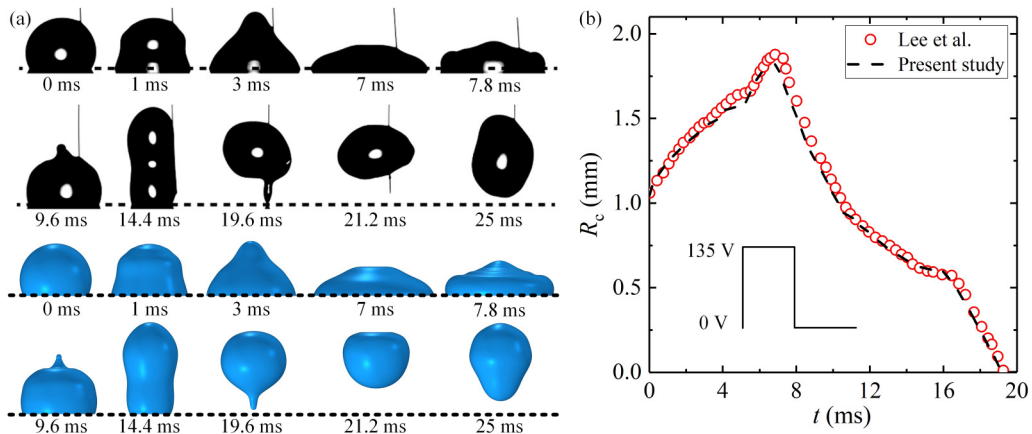 (a)
0 ms 1 ms 3 ms 7 ms 7.8 ms
9.6 ms 14.4 ms 19.6 ms 21.2 ms 25 ms
0 ms 1 ms 3 ms 7 ms 7.8 ms
9.6 ms 14.4 ms 19.6 ms 21.2 ms 25 ms
(b)
2.0
1.5
1.0
0.5
0.0
R_c (mm)
Lee et al.
Present study
135 V
0 V
0 4 8 12 16 20
t (ms)